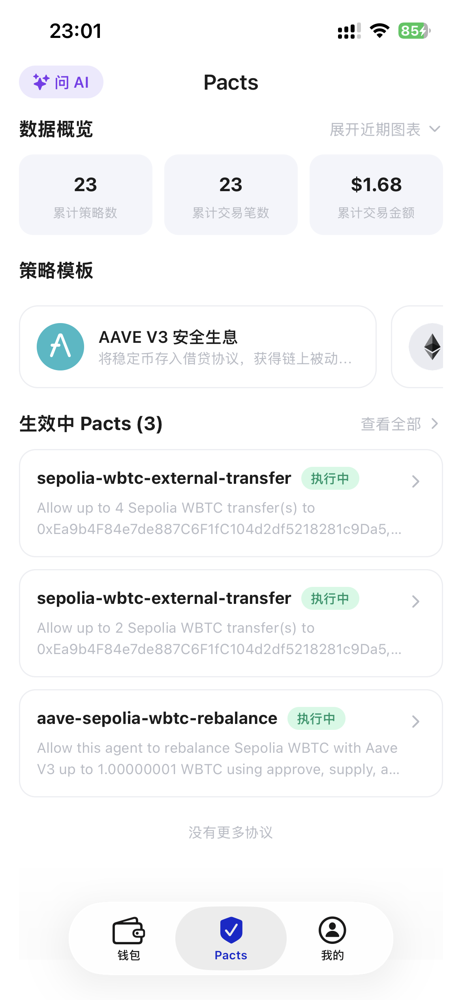 23:01
85
问 AI
Pacts
数据概览
展开近期图表
23
累计策略数
23
累计交易笔数
$1.68
累计交易金额
策略模板
AAVE V3 安全生息
将稳定币存入借贷协议，获得链上被动...
生效中 Pacts (3)
查看全部
sepolia-wbtc-external-transfer
执行中
Allow up to 4 Sepolia WBTC transfer(s) to
0xEa9b4F84e7de887C6F1fC104d2df5218281c9Da5,...
sepolia-wbtc-external-transfer
执行中
Allow up to 2 Sepolia WBTC transfer(s) to
0xEa9b4F84e7de887C6F1fC104d2df5218281c9Da5,...
aave-sepolia-wbtc-rebalance
执行中
Allow this agent to rebalance Sepolia WBTC with Aave
V3 up to 1.00000001 WBTC using approve, supply, a...
没有更多协议
钱包
Pacts
我的